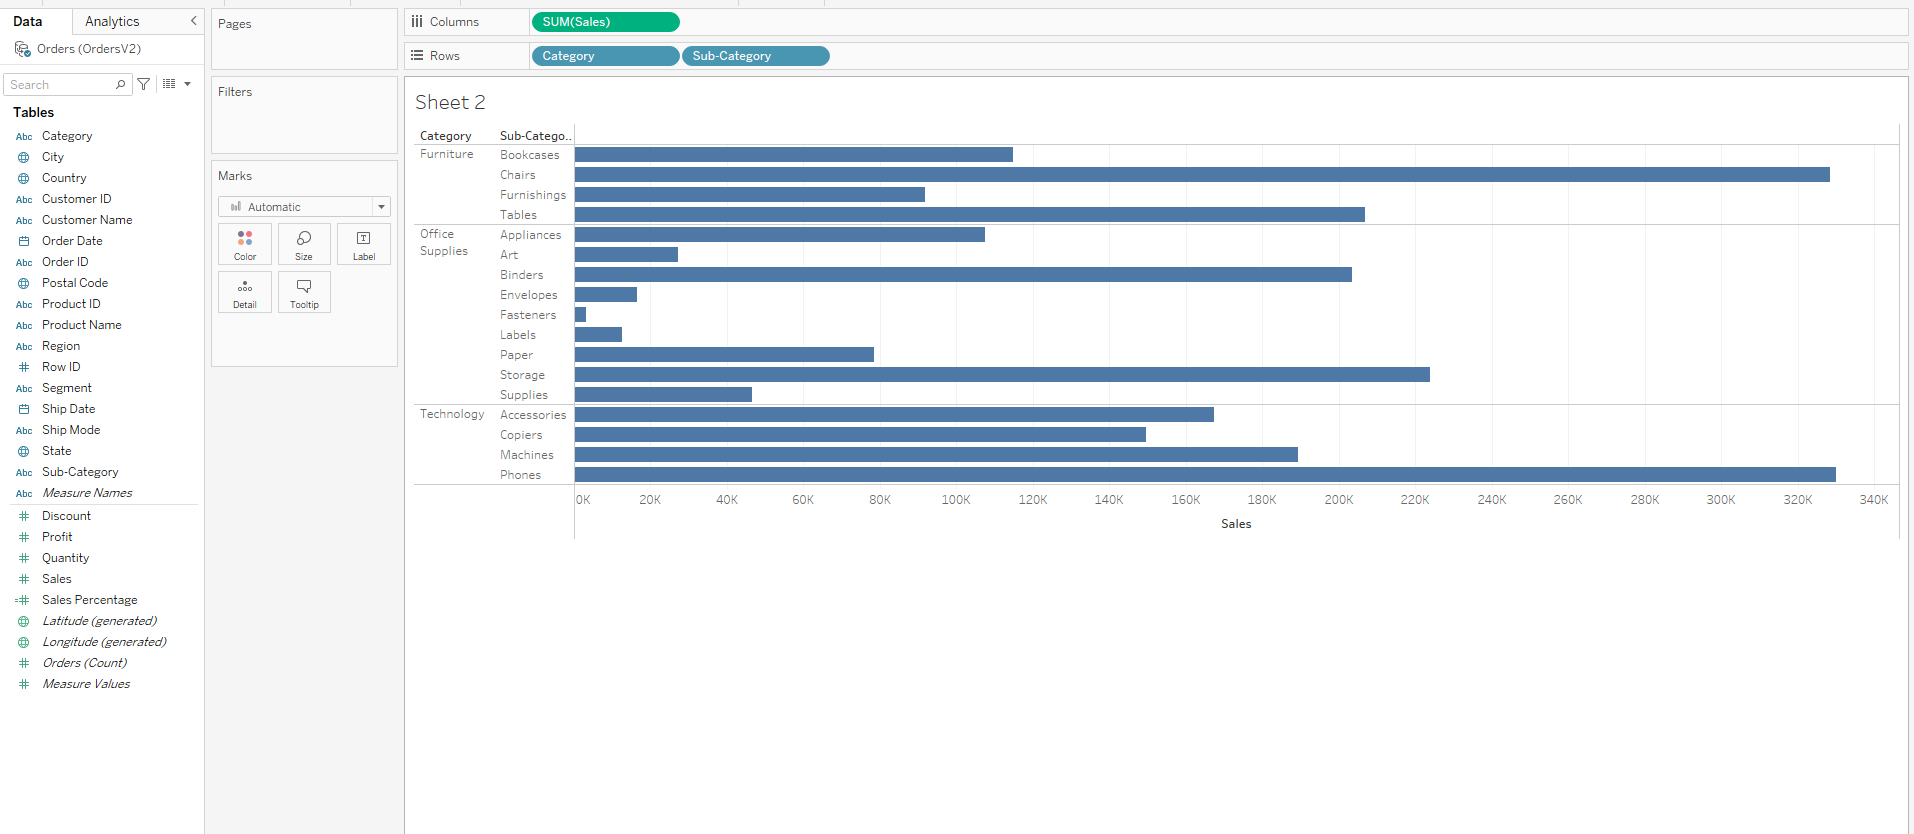 Data
Analytics
Orders (OrdersV2)
Search
Tables
Abc Category
City
Country
Abc Customer ID
Abc Customer Name
Order Date
Abc Order ID
Postal Code
Abc Product ID
Abc Product Name
Abc Region
# Row ID
Abc Segment
Ship Date
Abc Ship Mode
State
Abc Sub-Category
Abc Measure Names
# Discount
# Profit
# Quantity
# Sales
=# Sales Percentage
Latitude (generated)
Longitude (generated)
# Orders (Count)
# Measure Values
Pages
Filters
Marks
Automatic
Color
Size
T
Label
Detail
Tooltip
Columns
SUM(Sales)
Rows
Category
Sub-Category
Sheet 2
Category
Sub-Catego..
Furniture
Bookcases
Chairs
Furnishings
Tables
Office
Supplies
Appliances
Art
Binders
Envelopes
Fasteners
Labels
Paper
Storage
Supplies
Technology
Accessories
Copiers
Machines
Phones
0K 20K 40K 60K 80K 100K 120K 140K 160K 180K 200K 220K 240K 260K 280K 300K 320K 340K
Sales